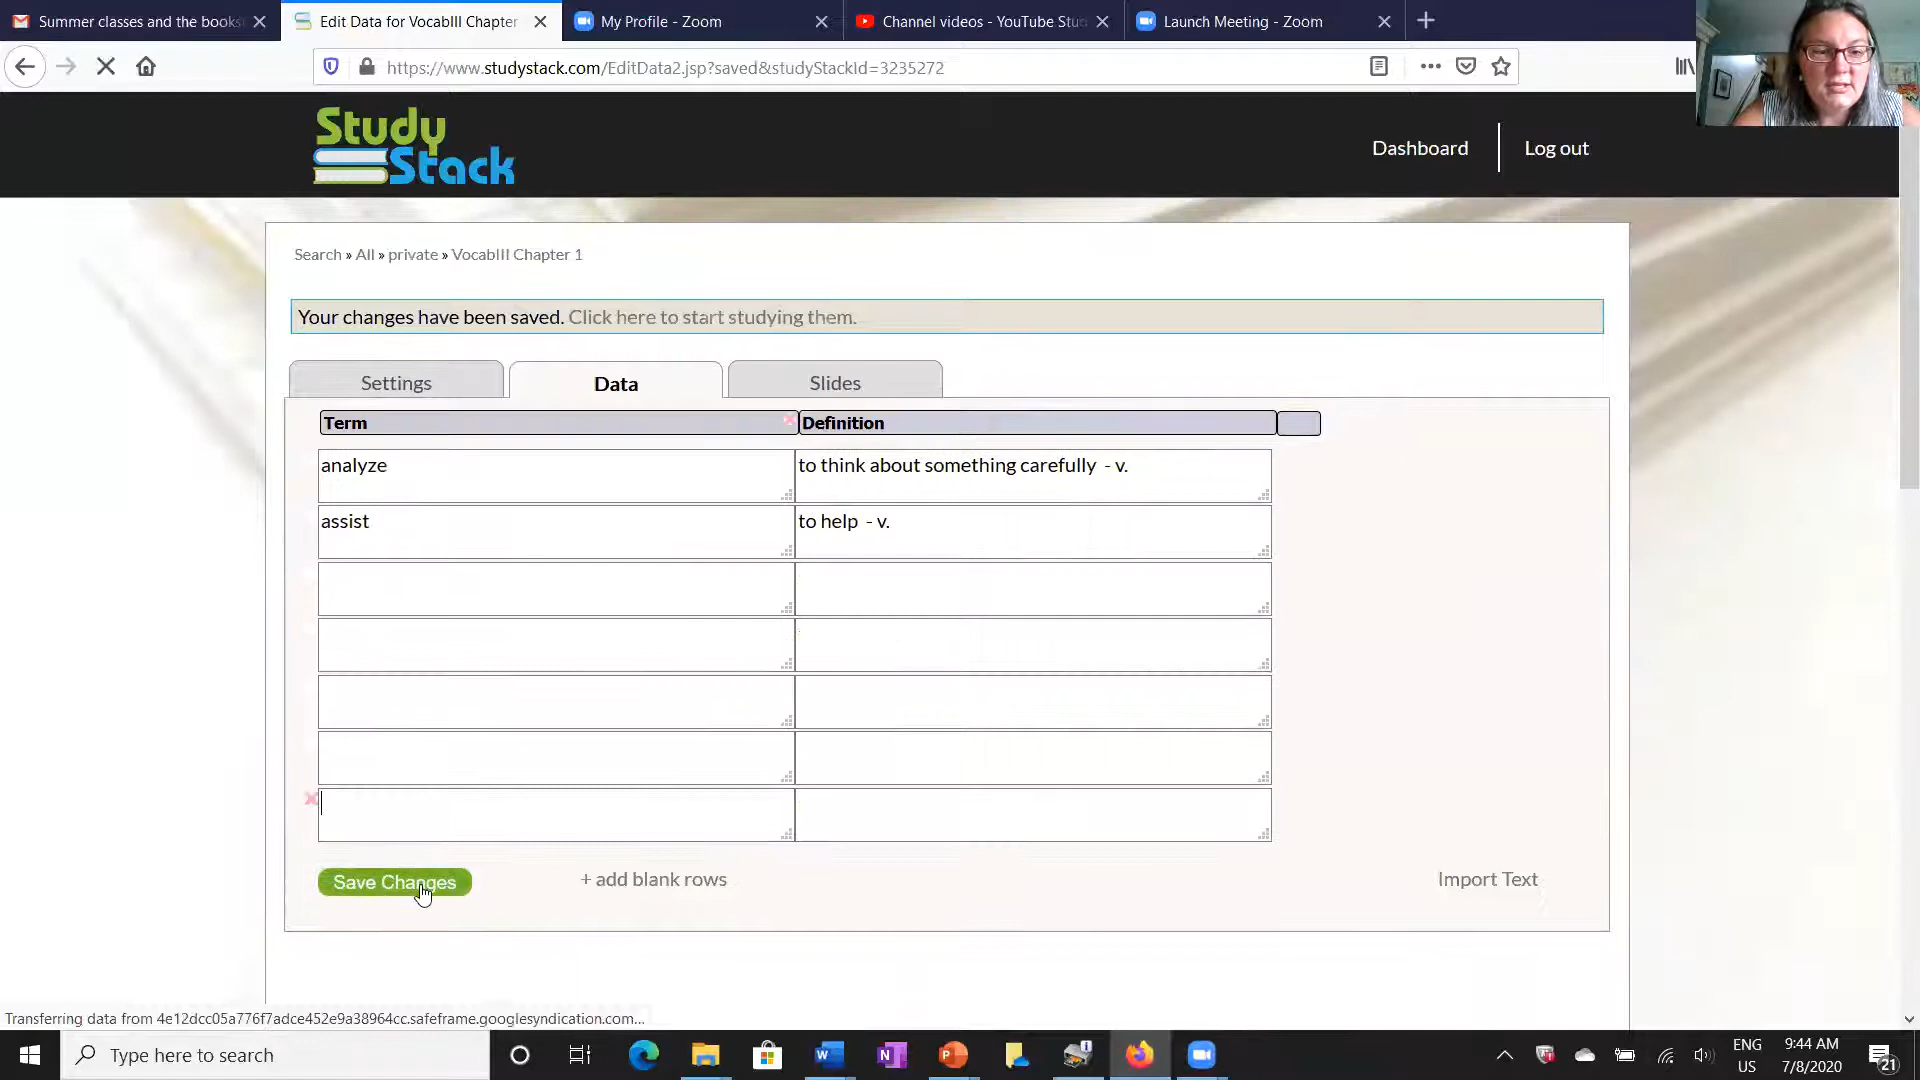 Summer classes and the books
Edit Data for VocabIII Chapter
My Profile - Zoom
Channel videos - YouTube Stu
Launch Meeting - Zoom
https://www.studystack.com/EditData2.jsp?saved&studyStackId=3235272
Study
Stack
Dashboard
Log out
Search » All » private » VocabIII Chapter 1
Your changes have been saved. Click here to start studying them.
Settings
Data
Slides
Term
Definition
analyze
to think about something carefully - v.
assist
to help - v.
Save Changes
+ add blank rows
Import Text
Transferring data from 4e12dcc05a776f7adce452e9a38964cc.safeframe.googlesyndication.com...
Type here to search
ENG
US
9:44 AM
7/8/2020
21